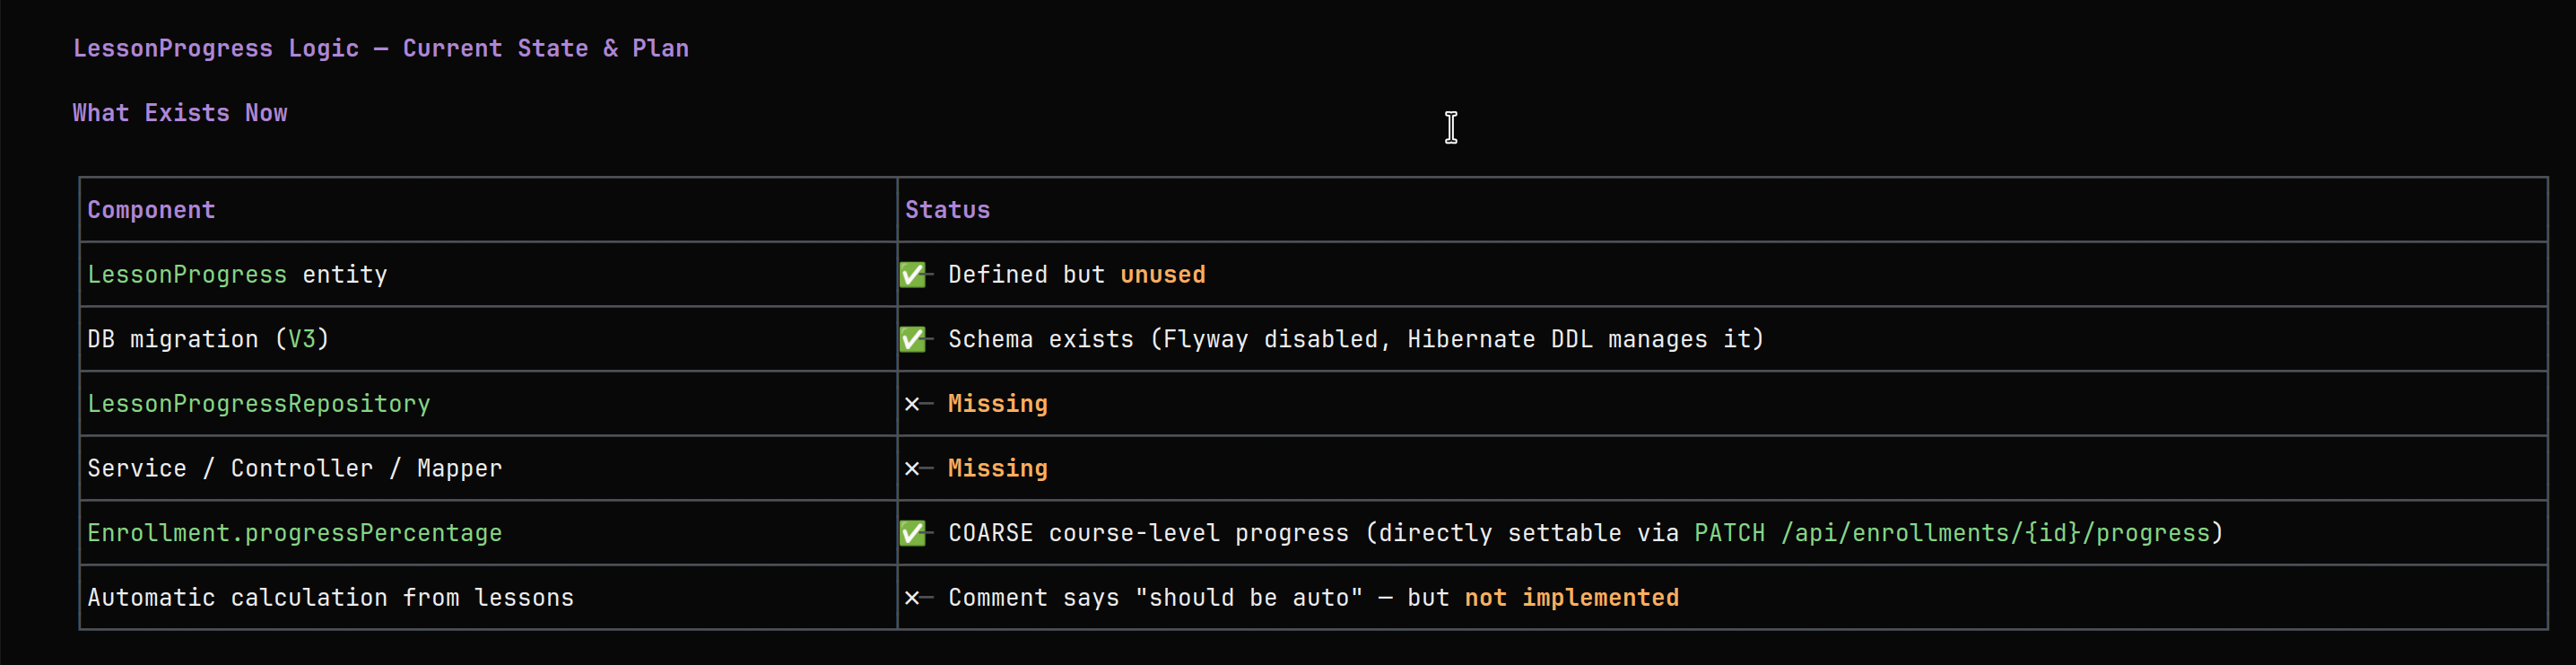 LessonProgress Logic — Current State & Plan
What Exists Now
Component Status
LessonProgress entity ✅ Defined but unused
DB migration (V3) ✅ Schema exists (Flyway disabled, Hibernate DDL manages it)
LessonProgressRepository ✕ Missing
Service / Controller / Mapper ✕ Missing
Enrollment.progressPercentage ✅ COARSE course-level progress (directly settable via PATCH /api/enrollments/{id}/progress)
Automatic calculation from lessons ✕ Comment says "should be auto" — but not implemented